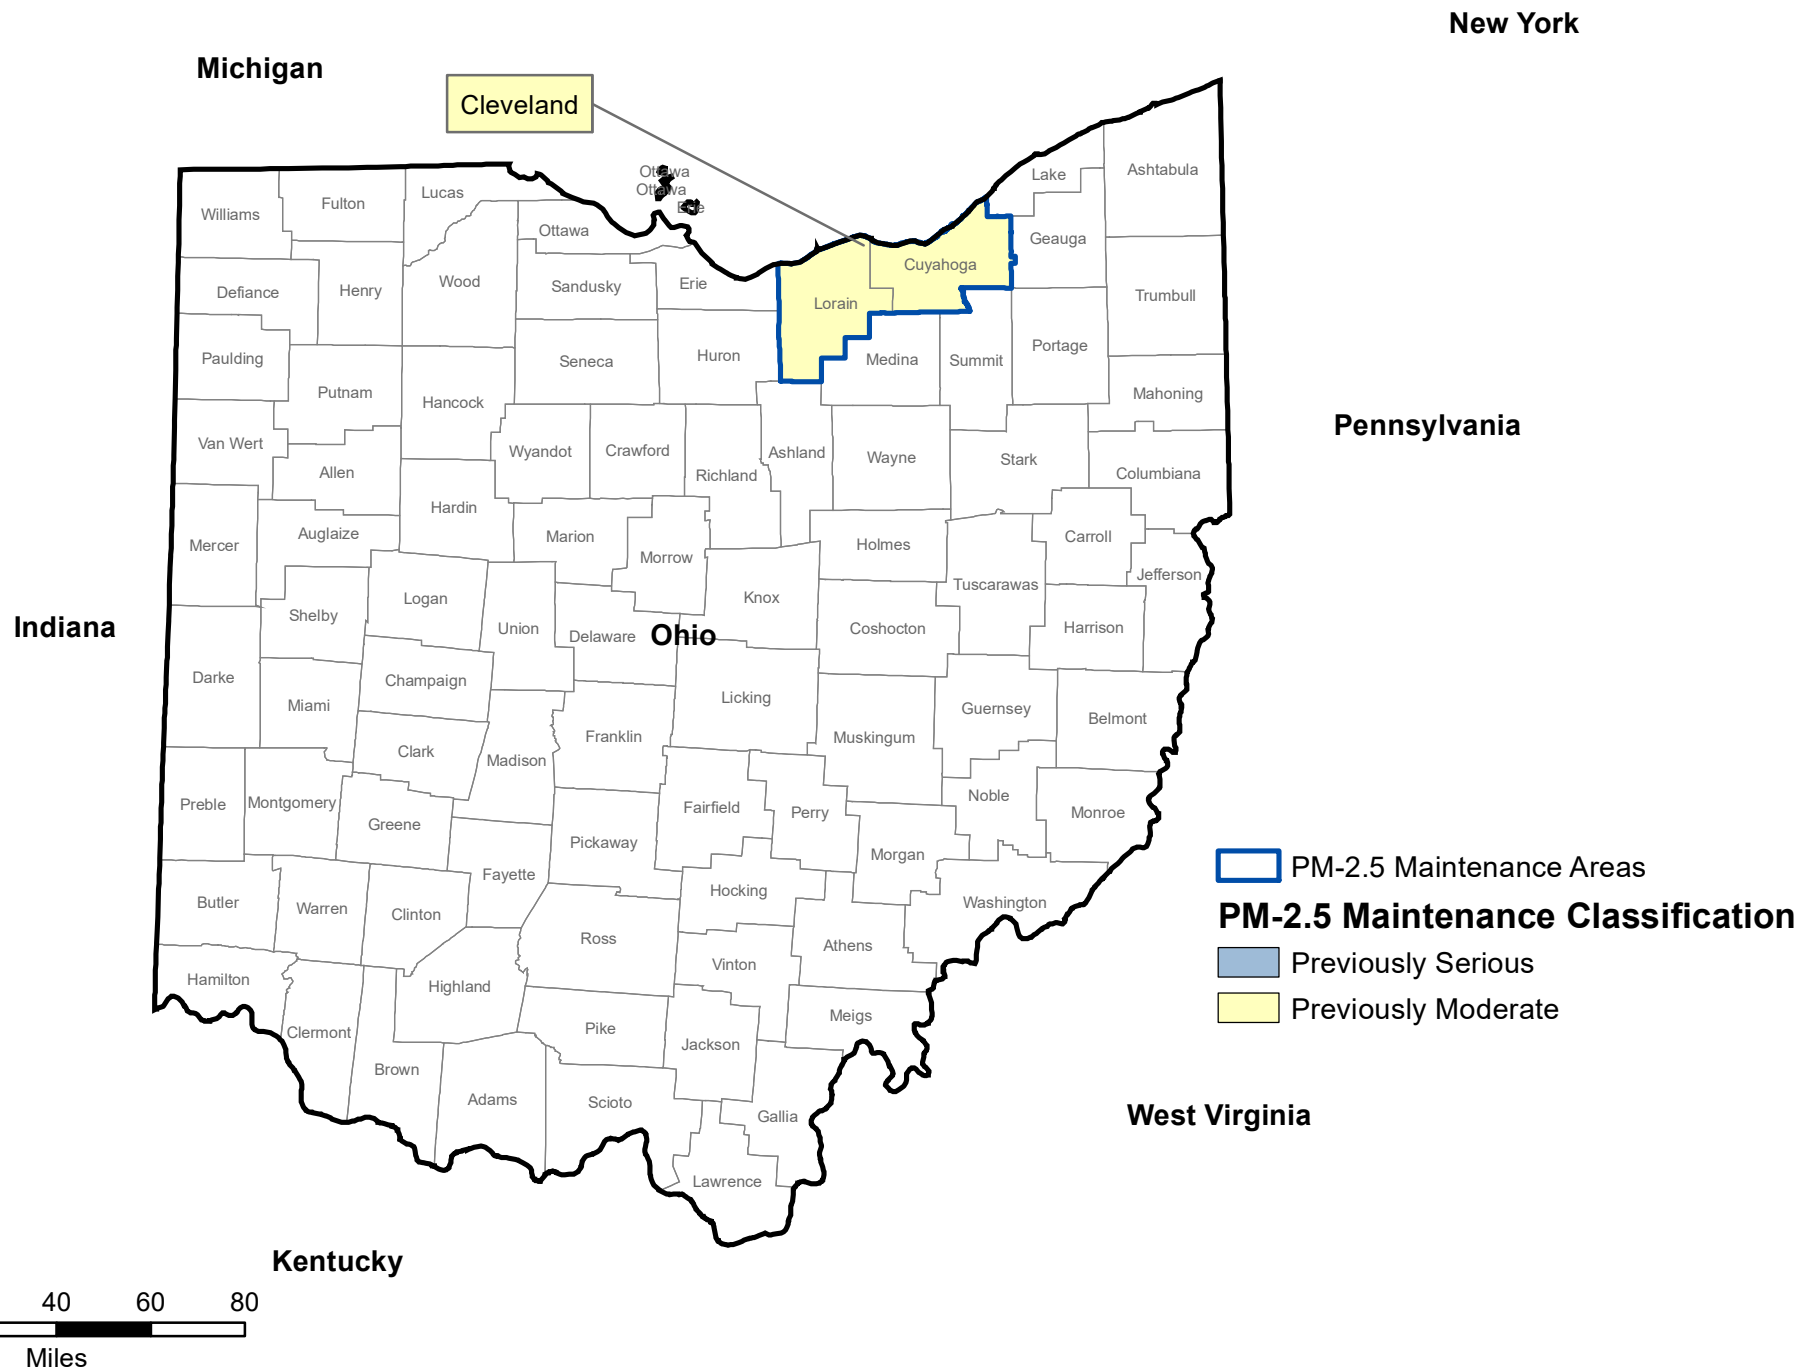 New York
Michigan
Cleveland
Ottawa
Ottawa
Erie
Lake
Ashtabula
Williams
Fulton
Lucas
Ottawa
Geauga
Cuyahoga
Defiance
Henry
Wood
Sandusky
Erie
Lorain
Trumbull
Paulding
Putnam
Hancock
Seneca
Huron
Medina
Summit
Portage
Mahoning
Pennsylvania
Van Wert
Allen
Wyandot
Crawford
Richland
Ashland
Wayne
Stark
Columbiana
Hardin
Mercer
Auglaize
Marion
Morrow
Holmes
Carroll
Jefferson
Tuscarawas
Indiana
Shelby
Logan
Union
Delaware
Ohio
Knox
Coshocton
Harrison
Darke
Miami
Champaign
Licking
Guernsey
Belmont
Clark
Madison
Franklin
Muskingum
Preble
Montgomery
Greene
Fairfield
Perry
Noble
Monroe
Pickaway
Morgan
Fayette
Hocking
Butler
Warren
Clinton
Washington
Ross
Athens
Vinton
Hamilton
Highland
Clermont
Pike
Jackson
Meigs
Brown
Adams
Scioto
Gallia
Lawrence
PM-2.5 Maintenance Areas
PM-2.5 Maintenance Classification
Previously Serious
Previously Moderate
West Virginia
Kentucky
40 60 80
Miles